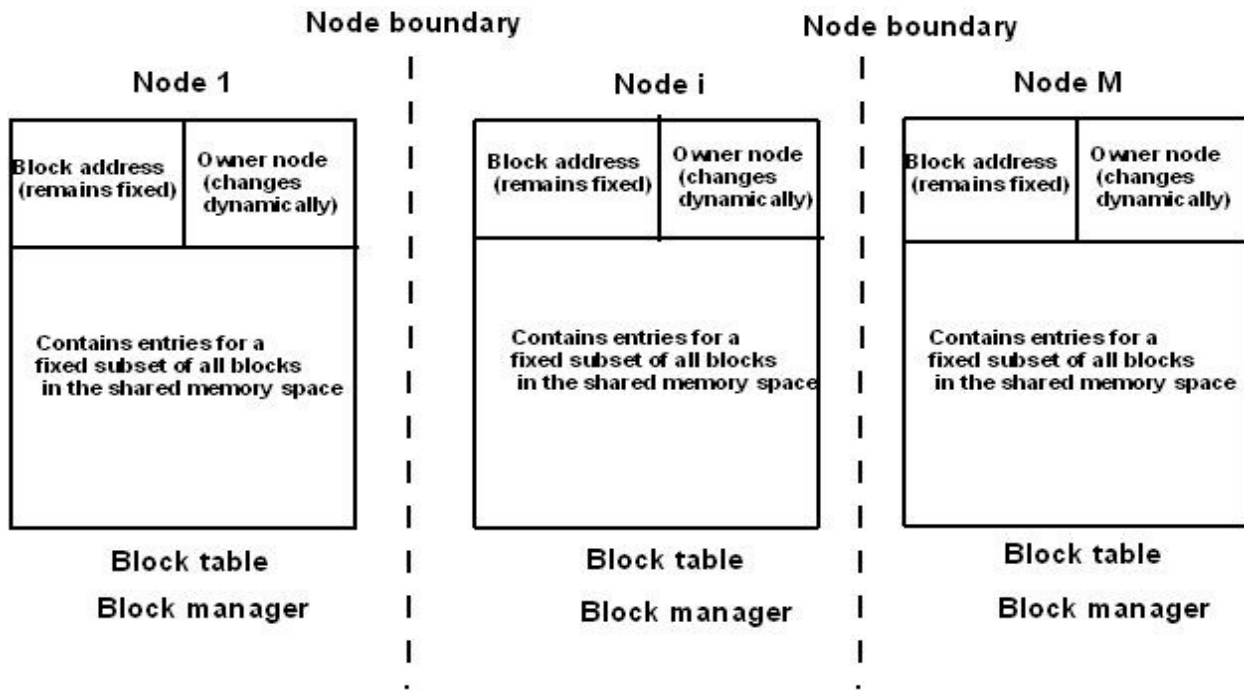 Node boundary
Node boundary
Node 1
Node i
Node M
Block address
(remains fixed)
Owner node
(changes
dynamically)
Block address
(remains fixed)
Owner node
(changes
dynamically)
Block address
(remains fixed)
Owner node
(changes
dynamically)
Contains entries for a
fixed subset of all blocks
in the shared memory space
Contains entries for a
fixed subset of all blocks
in the shared memory space
Contains entries for a
fixed subset of all blocks
in the shared memory space
Block table
Block manager
Block table
Block manager
Block table
Block manager